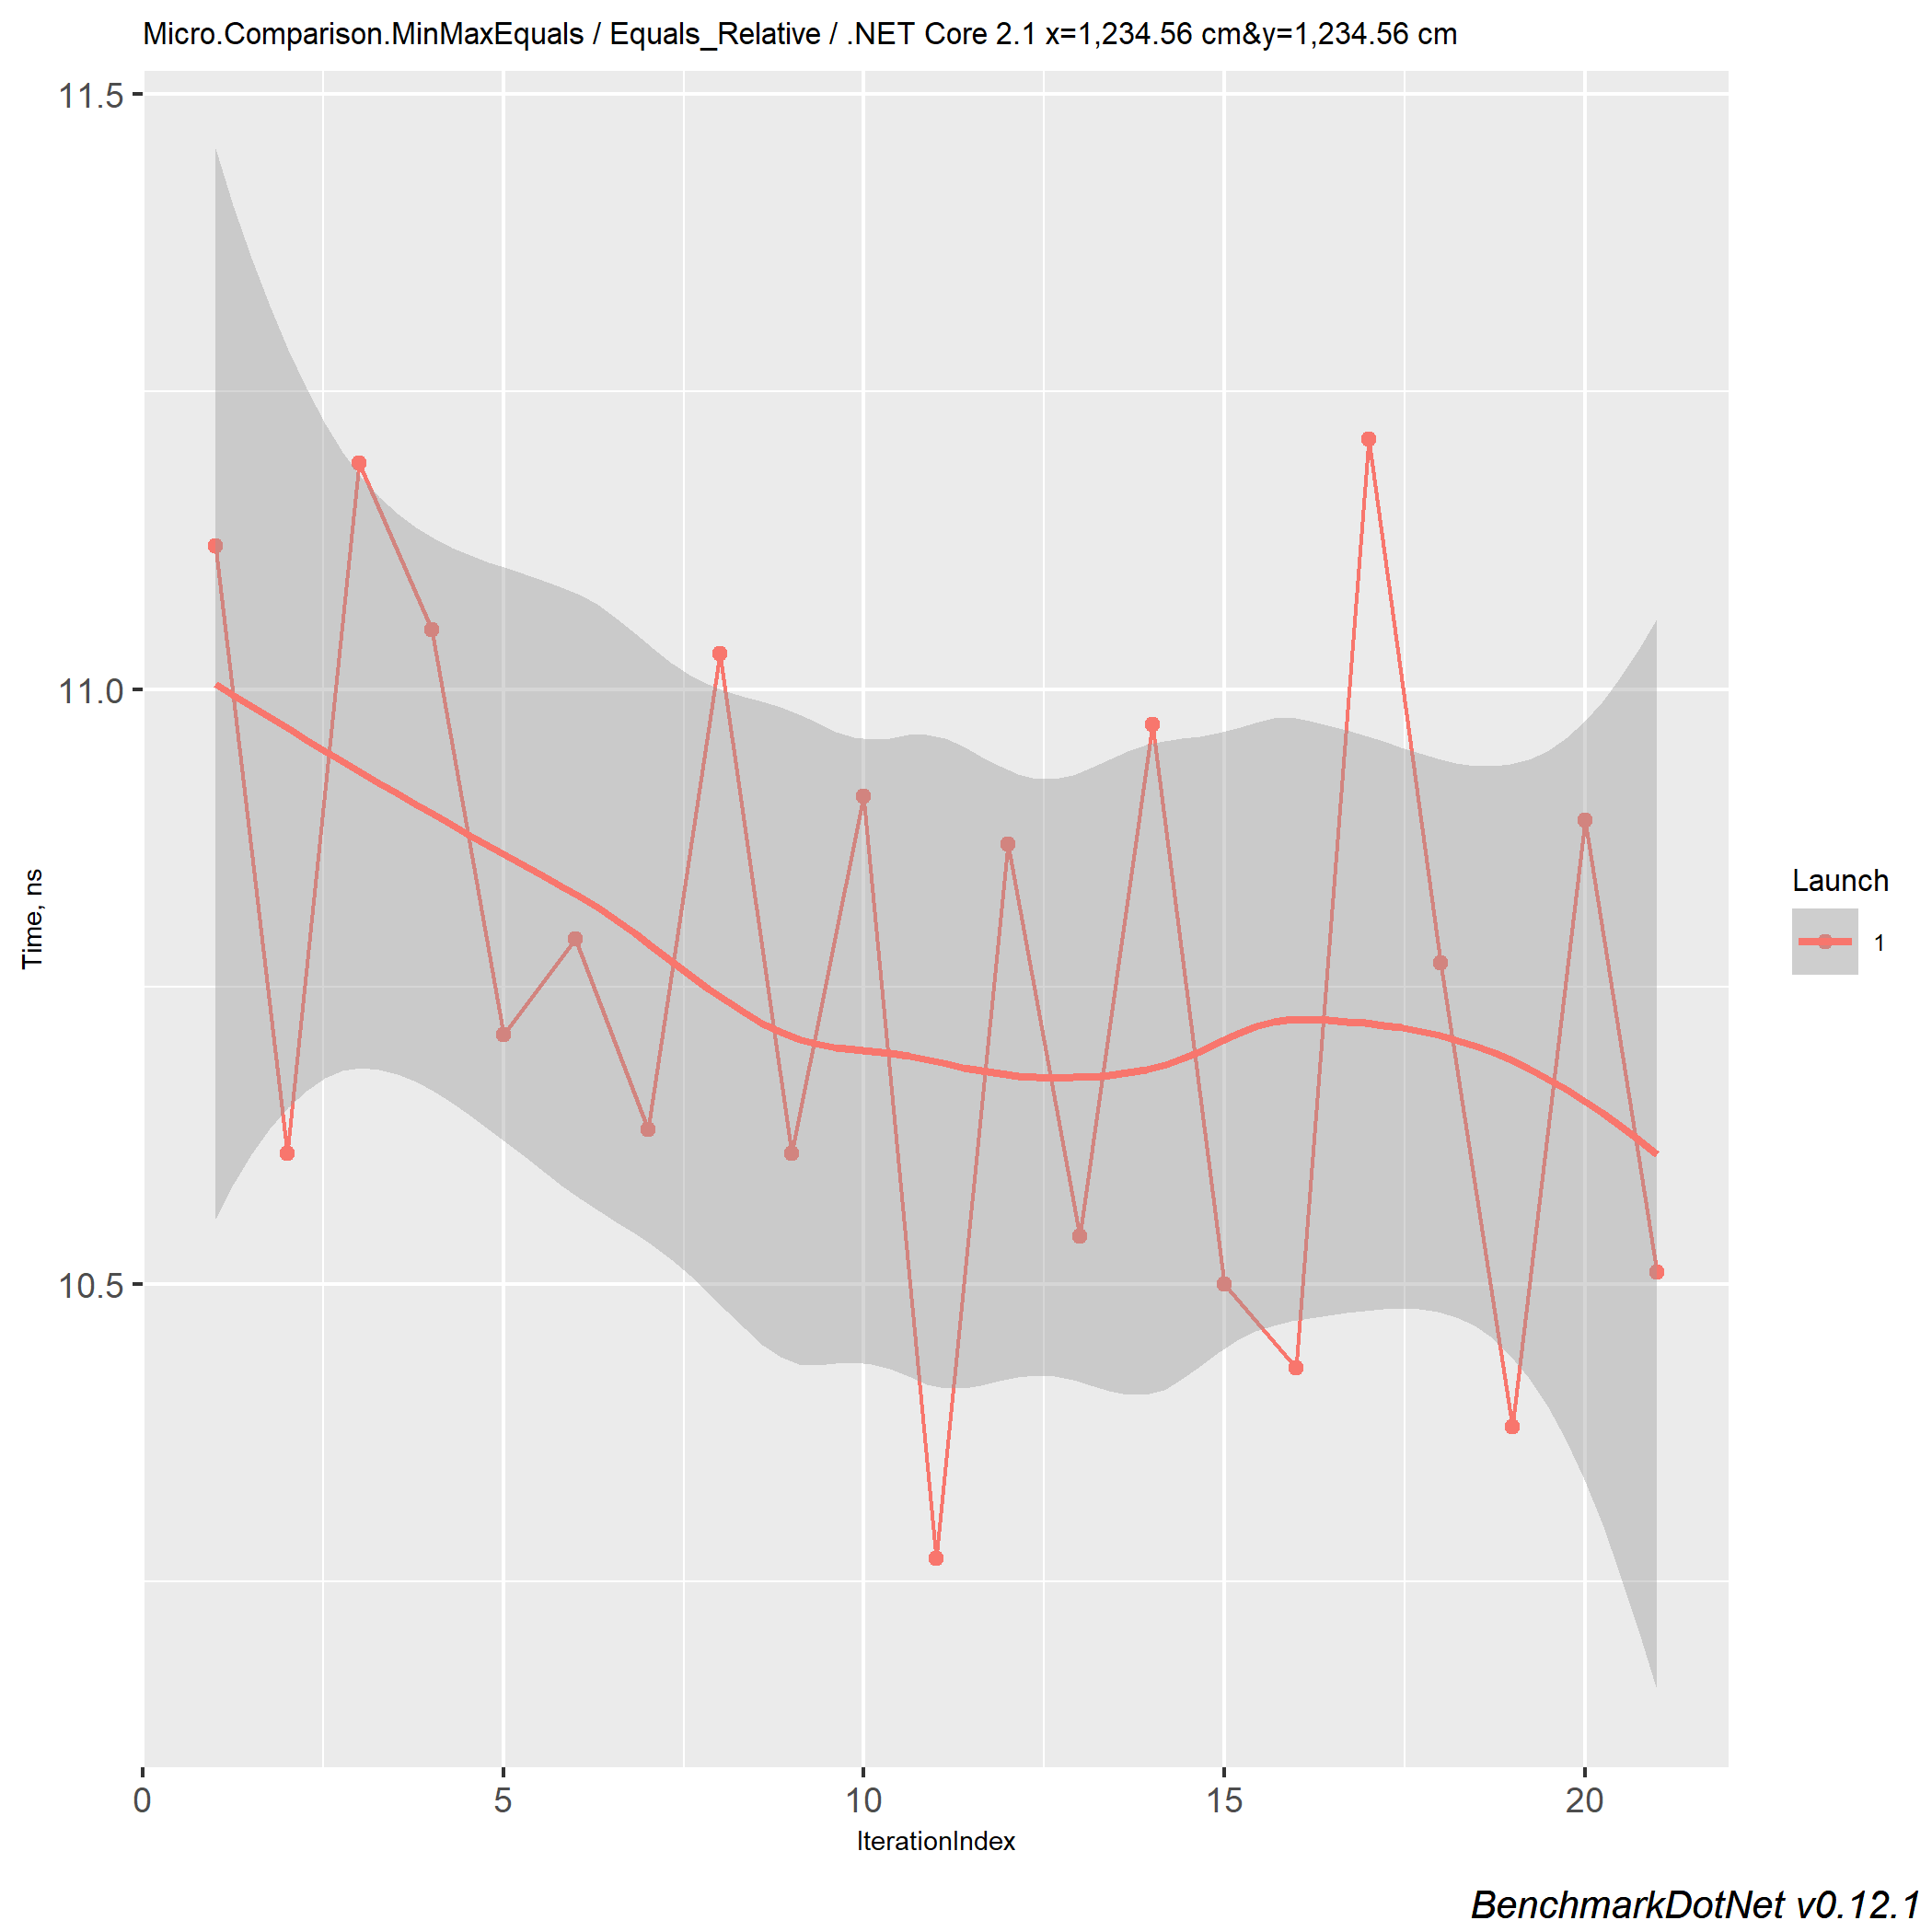 Micro.Comparison.MinMaxEquals / Equals_Relative / .NET Core 2.1 x=1,234.56 cm&y=1,234.56 cm
11.5
11.0
10.5
Time, ns
0 5 10 15 20
IterationIndex
Launch
1
BenchmarkDotNet v0.12.1